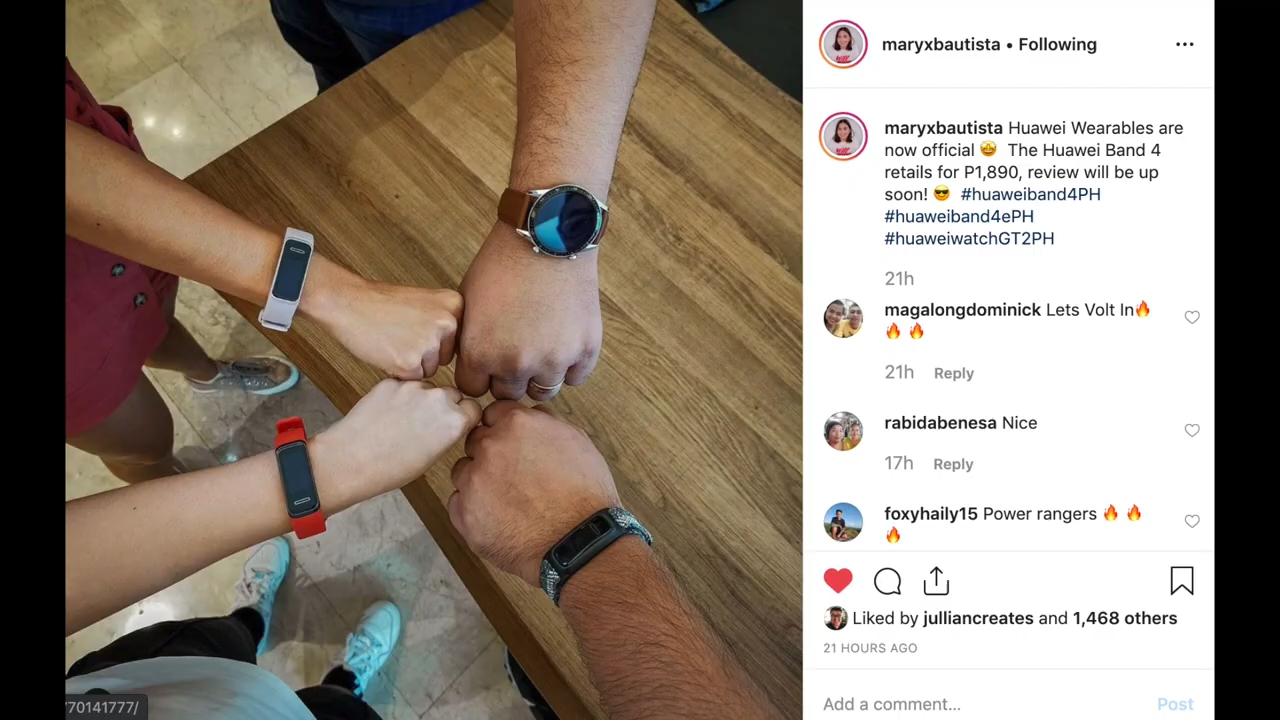 maryxbautista • Following
maryxbautista Huawei Wearables are
now official 🤩 The Huawei Band 4
retails for P1,890, review will be up
soon! 😎 #huaweiband4PH
#huaweiband4ePH
#huaweiwatchGT2PH
21h
magalongdominick Lets Volt In🔥
🔥 🔥
21h Reply
rabidabenesa Nice
17h Reply
foxyhaily15 Power rangers 🔥 🔥
🔥
Liked by julliancreates and 1,468 others
21 HOURS AGO
Add a comment... Post
70141777/